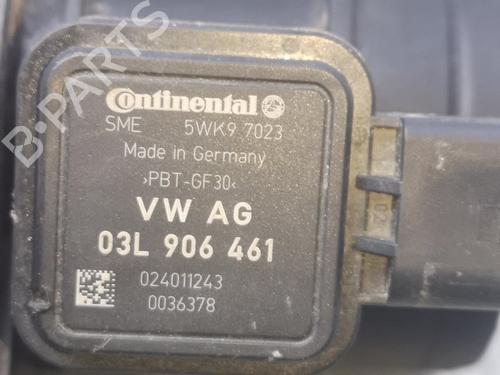 Continental
SME 5WK9 7023
Made in Germany
>PBT-GF30<
VW AG
03L 906 461
024011243
0036378
B-PARTS